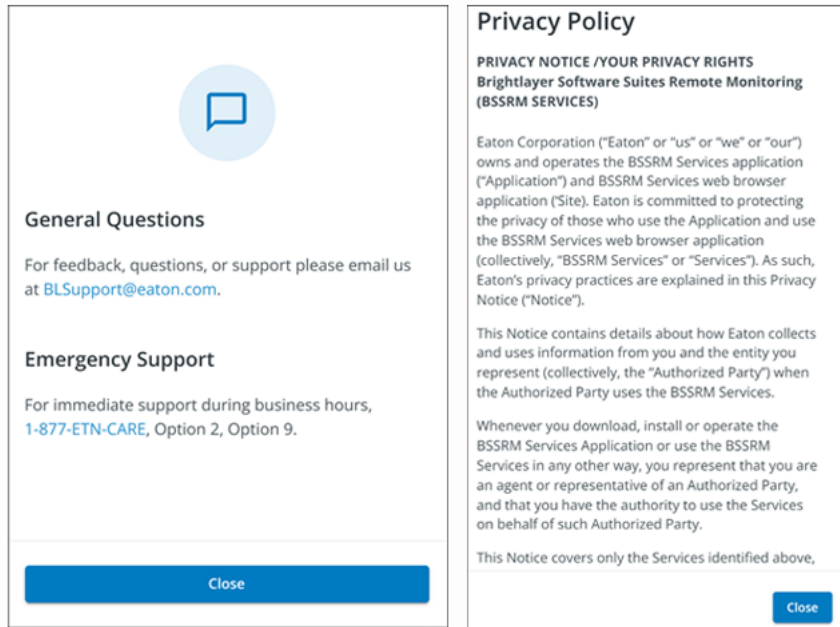 General Questions
For feedback, questions, or support please email us
at BLSupport@eaton.com.
Emergency Support
For immediate support during business hours,
1-877-ETN-CARE, Option 2, Option 9.
Close
Privacy Policy
PRIVACY NOTICE /YOUR PRIVACY RIGHTS
Brightlayer Software Suites Remote Monitoring
(BSSRM SERVICES)
Eaton Corporation (“Eaton” or “us” or “we” or “our”)
owns and operates the BSSRM Services application
(“Application”) and BSSRM Services web browser
application (‘Site). Eaton is committed to protecting
the privacy of those who use the Application and use
the BSSRM Services web browser application
(collectively, “BSSRM Services” or “Services”). As such,
Eaton’s privacy practices are explained in this Privacy
Notice (“Notice”).
This Notice contains details about how Eaton collects
and uses information from you and the entity you
represent (collectively, the “Authorized Party”) when
the Authorized Party uses the BSSRM Services.
Whenever you download, install or operate the
BSSRM Services Application or use the BSSRM
Services in any other way, you represent that you are
an agent or representative of an Authorized Party,
and that you have the authority to use the Services
on behalf of such Authorized Party.
This Notice covers only the Services identified above,
Close